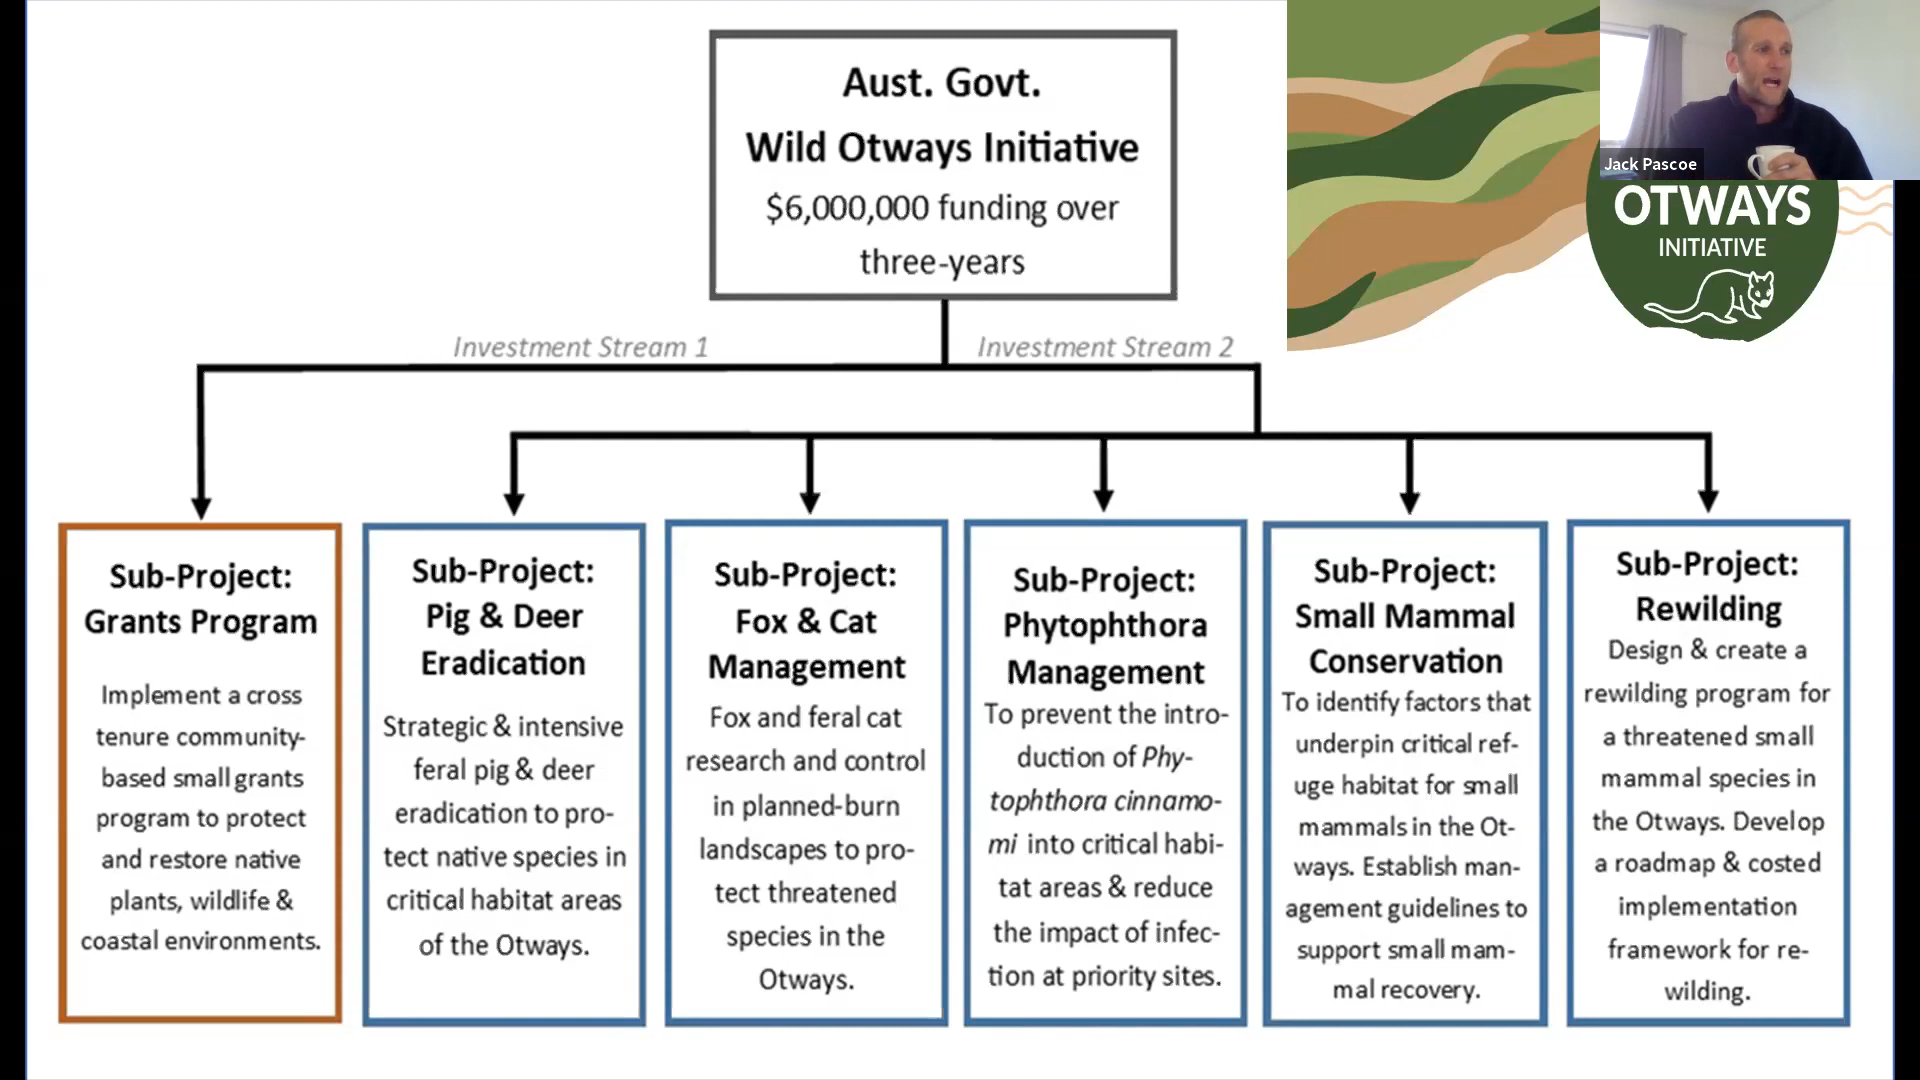 Aust. Govt.
Wild Otways Initiative
$6,000,000 funding over
three-years
Jack Pascoe
OTWAYS
INITIATIVE
Investment Stream 1
Investment Stream 2
Sub-Project:
Grants Program
Implement a cross
tenure community-
based small grants
program to protect
and restore native
plants, wildlife &
coastal environments.
Sub-Project:
Pig & Deer
Eradication
Strategic & intensive
feral pig & deer
eradication to pro-
tect native species in
critical habitat areas
of the Otways.
Sub-Project:
Fox & Cat
Management
Fox and feral cat
research and control
in planned-burn
landscapes to pro-
tect threatened
species in the
Otways.
Sub-Project:
Phytophthora
Management
To prevent the intro-
duction of Phy-
tophthora cinnamo-
mi into critical habi-
tat areas & reduce
the impact of infec-
tion at priority sites.
Sub-Project:
Small Mammal
Conservation
To identify factors that
underpin critical ref-
uge habitat for small
mammals in the Ot-
ways. Establish man-
agement guidelines to
support small mam-
mal recovery.
Sub-Project:
Rewilding
Design & create a
rewilding program for
a threatened small
mammal species in
the Otways. Develop
a roadmap & costed
implementation
framework for re-
wilding.